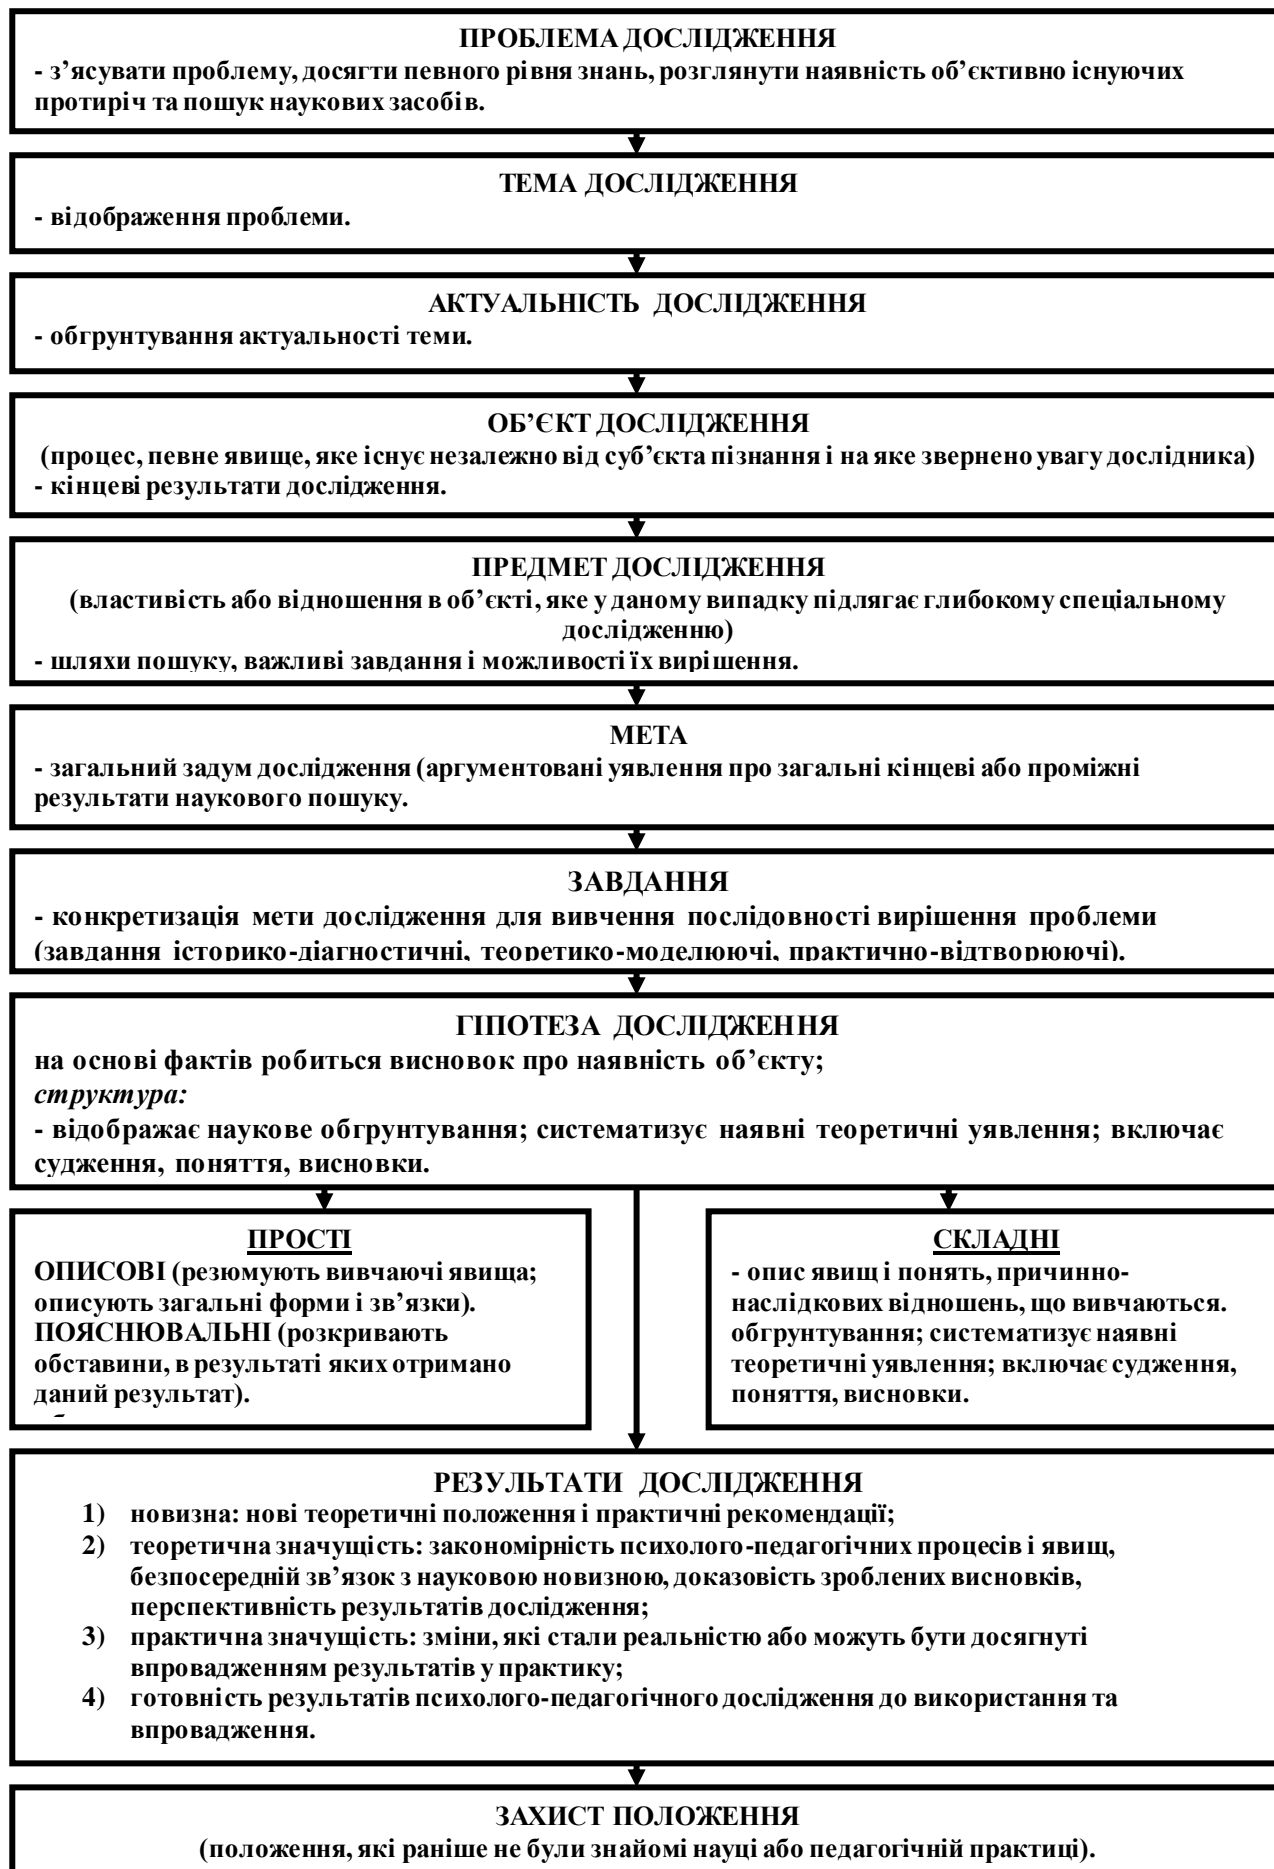 ПРОБЛЕМА ДОСЛІДЖЕННЯ
- з’ясувати проблему, досягти певного рівня знань, розглянути наявність об’єктивно існуючих
протиріч та пошук наукових засобів.
ТЕМА ДОСЛІДЖЕННЯ
- відображення проблеми.
АКТУАЛЬНІСТЬ ДОСЛІДЖЕННЯ
- обгрунтування актуальності теми.
ОБ’ЄКТ ДОСЛІДЖЕННЯ
(процес, певне явище, яке існує незалежно від суб’єкта пізнання і на яке звернено увагу дослідника)
- кінцеві результати дослідження.
ПРЕДМЕТ ДОСЛІДЖЕННЯ
(властивість або відношення в об’єкті, яке у даному випадку підлягає глибокому спеціальному
дослідженню)
- шляхи пошуку, важливі завдання і можливості їх вирішення.
МЕТА
- загальний задум дослідження (аргументовані уявлення про загальні кінцеві або проміжні
результати наукового пошуку.
ЗАВДАННЯ
- конкретизація мети дослідження для вивчення послідовності вирішення проблеми
(завдання історико-діагностичні, теоретико-моделюючі, практично-відтворюючі).
ГІПОТЕЗА ДОСЛІДЖЕННЯ
на основі фактів робиться висновок про наявність об’єкту;
структура:
- відображає наукове обгрунтування; систематизує наявні теоретичні уявлення; включає
судження, поняття, висновки.
ПРОСТІ
ОПИСОВІ (резюмують вивчаючі явища;
описують загальні форми і зв’язки).
ПОЯСНЮВАЛЬНІ (розкривають
обставини, в результаті яких отримано
даний результат).
СКЛАДНІ
- опис явищ і понять, причинно-
наслідкових відношень, що вивчаються.
обгрунтування; систематизує наявні
теоретичні уявлення; включає судження,
поняття, висновки.
РЕЗУЛЬТАТИ ДОСЛІДЖЕННЯ
1) новизна: нові теоретичні положення і практичні рекомендації;
2) теоретична значущість: закономірність психолого-педагогічних процесів і явищ,
безпосередній зв’язок з науковою новизною, доказовість зроблених висновків,
перспективність результатів дослідження;
3) практична значущість: зміни, які стали реальністю або можуть бути досягнуті
впровадженням результатів у практику;
4) готовність результатів психолого-педагогічного дослідження до використання та
впровадження.
ЗАХИСТ ПОЛОЖЕННЯ
(положення, які раніше не були знайомі науці або педагогічній практиці).